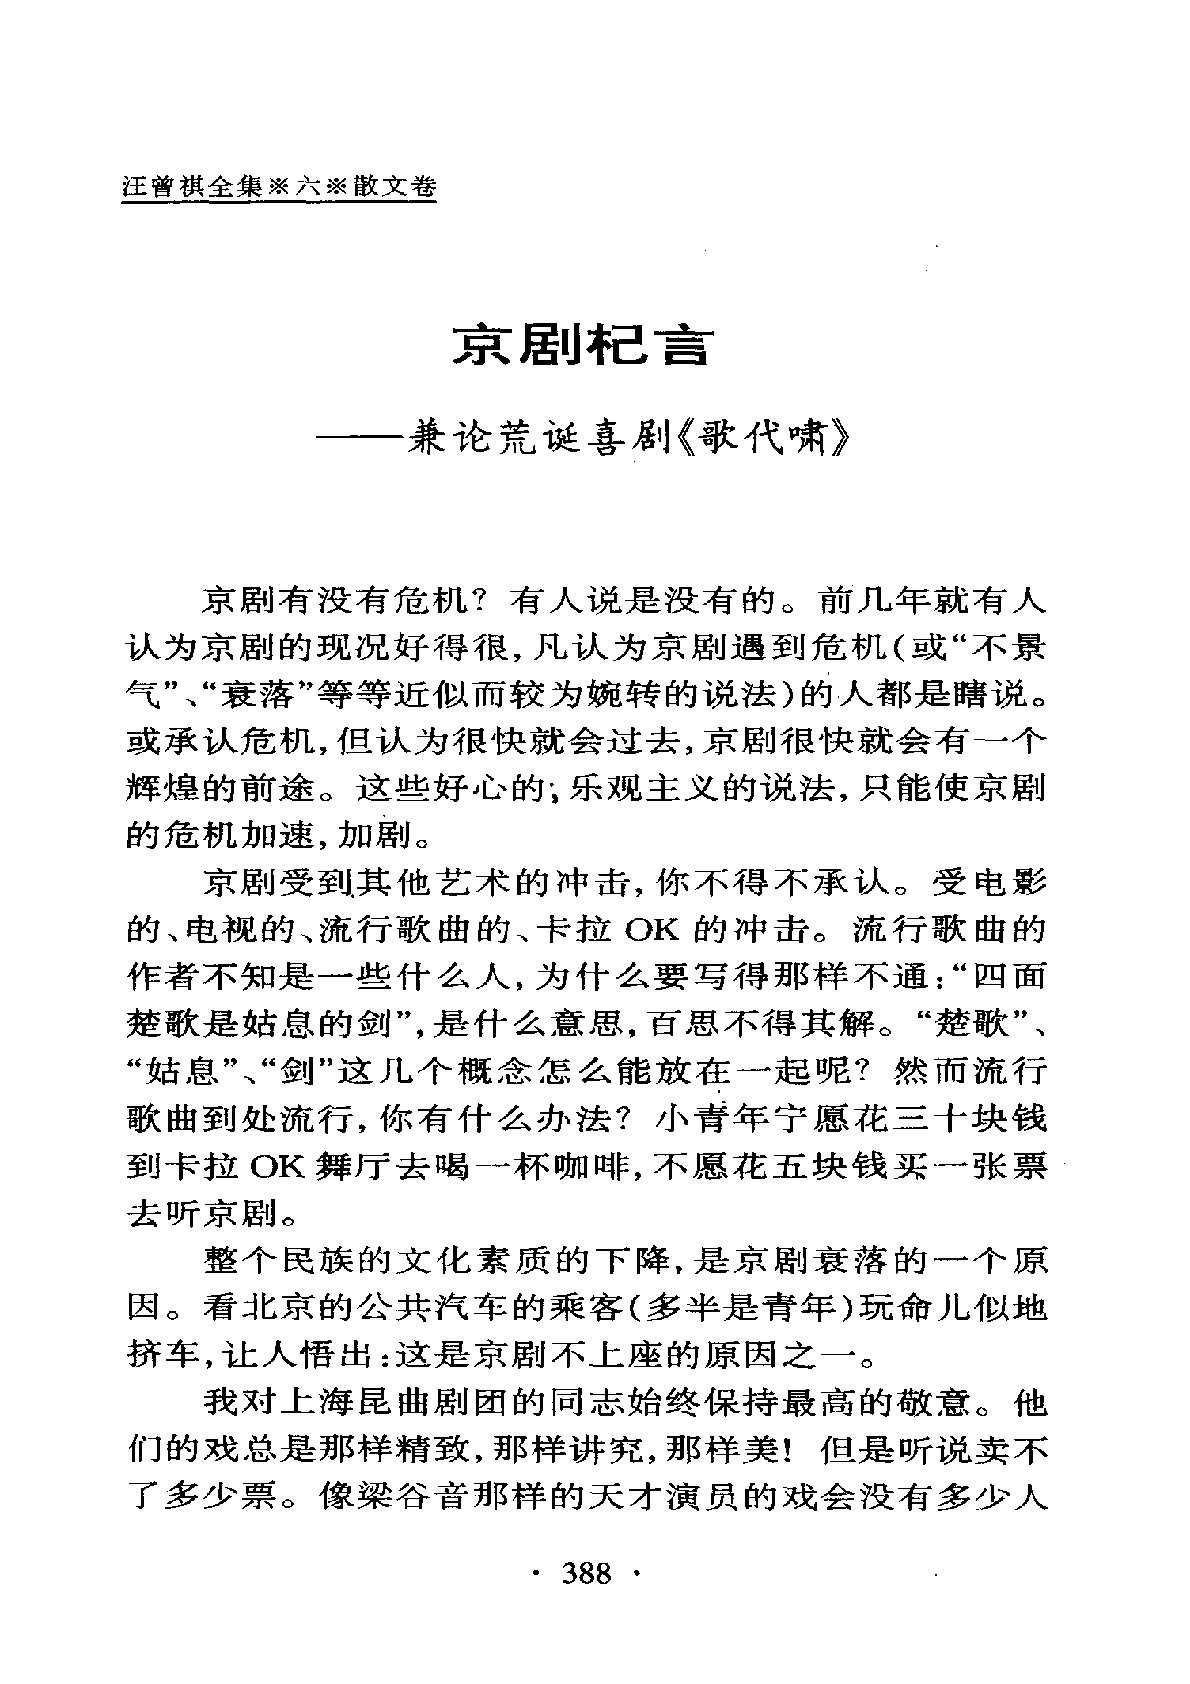 汪曾祺全集※六※散文卷
京剧杞言
——兼论荒诞喜剧《歌代啸》
京剧有没有危机？有人说是没有的。前几年就有人
认为京剧的现况好得很，凡认为京剧遇到危机(或“不景
气”、“衰落”等等近似而较为婉转的说法)的人都是瞎说。
或承认危机，但认为很快就会过去，京剧很快就会有一个
辉煌的前途。这些好心的，乐观主义的说法，只能使京剧
的危机加速，加剧。
京剧受到其他艺术的冲击，你不得不承认。受电影
的、电视的、流行歌曲的、卡拉 OK 的冲击。流行歌曲的
作者不知是一些什么人，为什么要写得那样不通：“四面
楚歌是姑息的剑”，是什么意思，百思不得其解。“楚歌”、
“姑息”、“剑”这几个概念怎么能放在一起呢？然而流行
歌曲到处流行，你有什么办法？小青年宁愿花三十块钱
到卡拉 OK 舞厅去喝一杯咖啡，不愿花五块钱买一张票
去听京剧。
整个民族的文化素质的下降，是京剧衰落的一个原
因。看北京的公共汽车的乘客(多半是青年)玩命儿似地
挤车，让人悟出：这是京剧不上座的原因之一。
我对上海昆曲剧团的同志始终保持最高的敬意。他
们的戏总是那样精致，那样讲究，那样美！但是听说卖不
了多少票。像梁谷音那样的天才演员的戏会没有多少人
· 388 ·